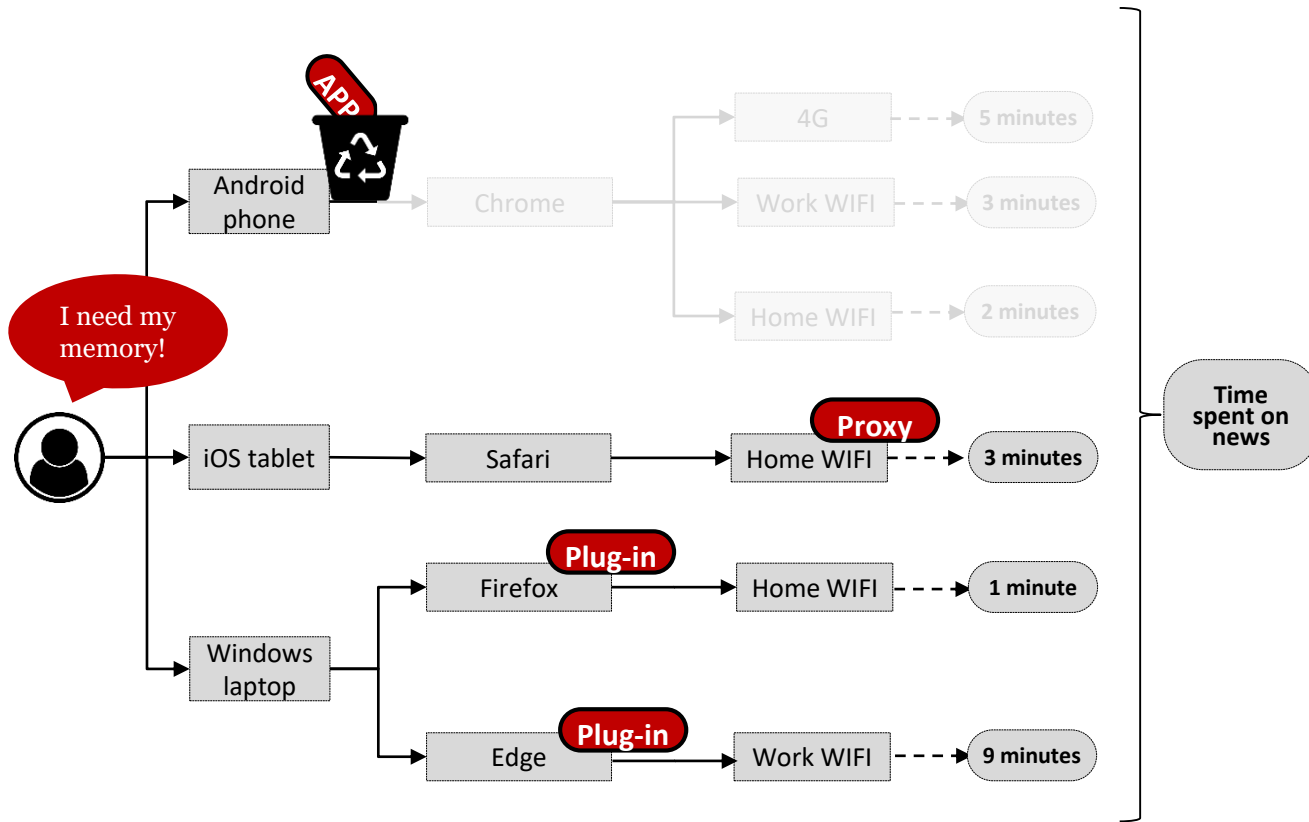 APP
4G
5 minutes
Android
phone
Chrome
Work WIFI
3 minutes
I need my
memory!
Home WIFI
2 minutes
Time
spent on
news
Proxy
iOS tablet
Safari
Home WIFI
3 minutes
Plug-in
Firefox
Home WIFI
1 minute
Windows
laptop
Plug-in
Edge
Work WIFI
9 minutes